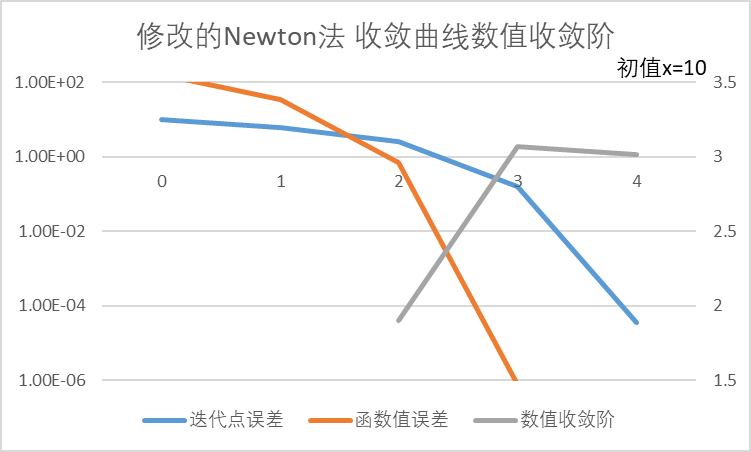 修改的Newton法 收敛曲线数值收敛阶
初值x=10
1.00E+02 3.5
1.00E+00 3
0 1 2 3 4
1.00E-02 2.5
1.00E-04 2
1.00E-06 1.5
迭代点误差 函数值误差 数值收敛阶